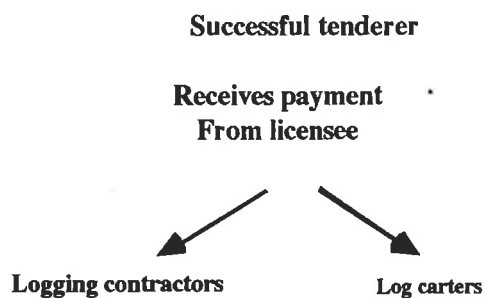 Successful tenderer
Receives payment
From licensee
Logging contractors
Log carters